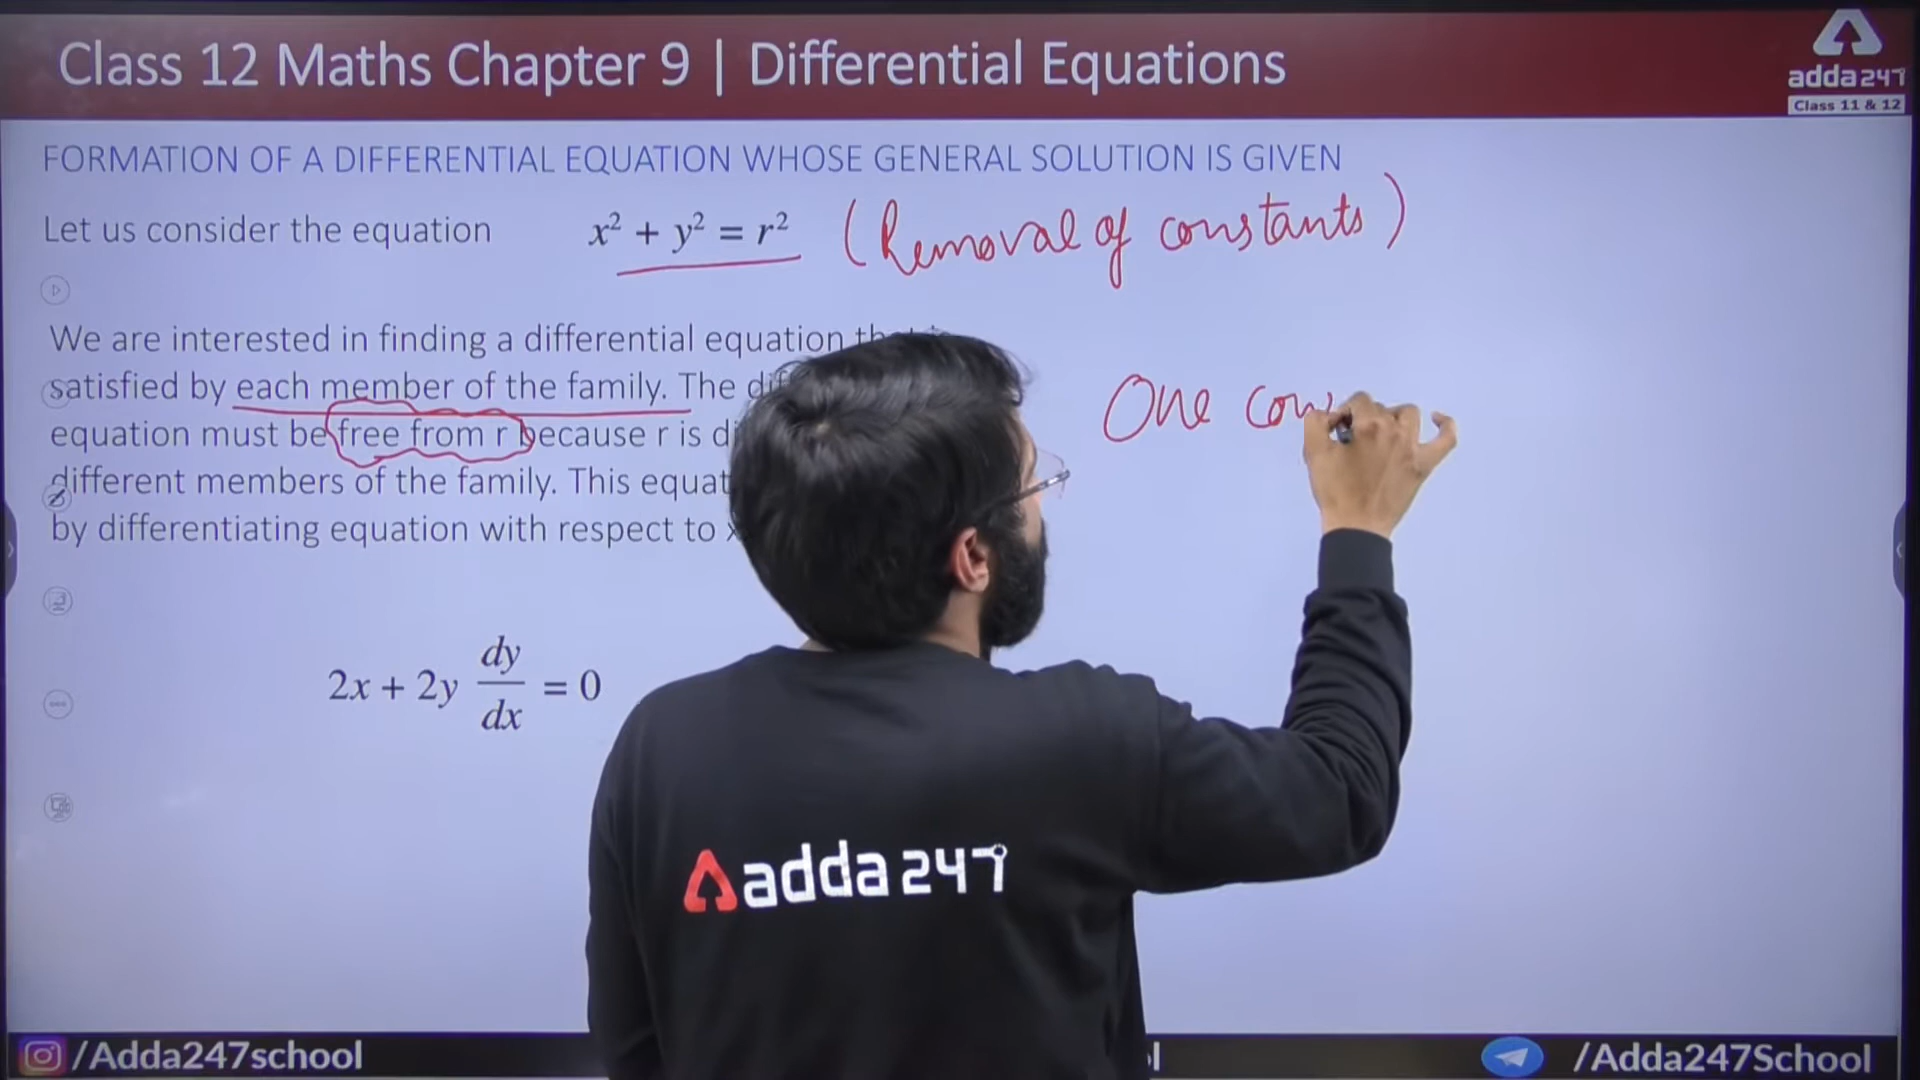 Class 12 Maths Chapter 9 | Differential Equations
adda247
Class 11 & 12
FORMATION OF A DIFFERENTIAL EQUATION WHOSE GENERAL SOLUTION IS GIVEN
Let us consider the equation x² + y² = r² (Removal of constants)
We are interested in finding a differential equation that
satisfied by each member of the family. The
equation must be free from r because r is
different members of the family. This
by differentiating equation with respect to
One
2x + 2y dy/dx = 0
adda247
/Adda247school
/Adda247School